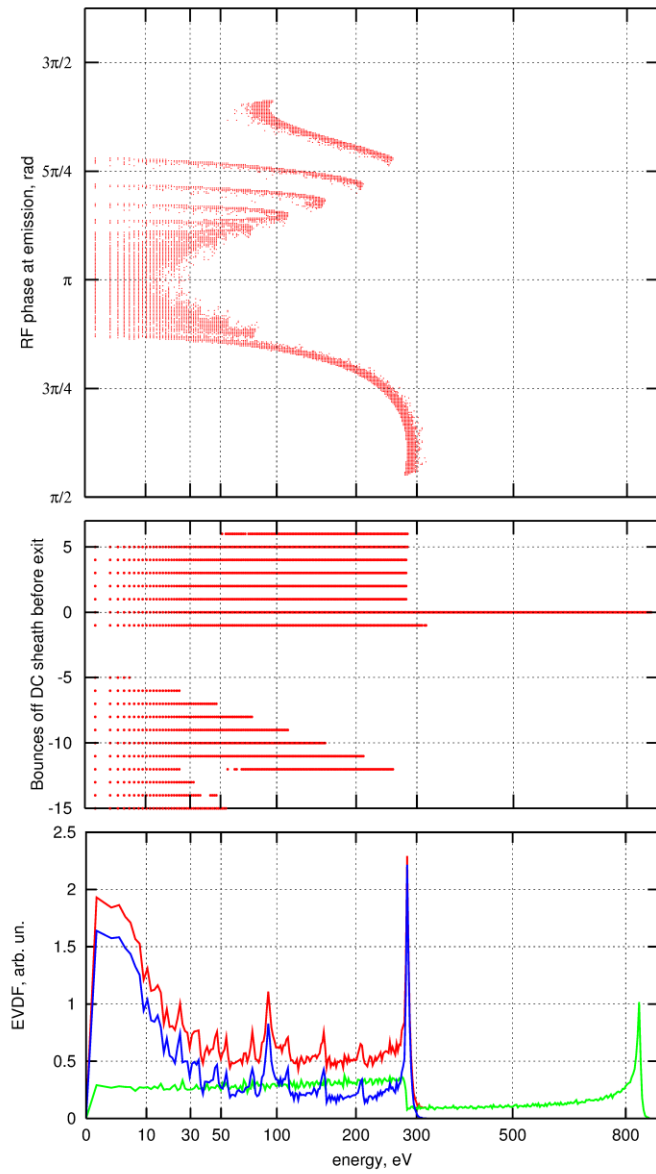 3π/2
5π/4
π
3π/4
π/2
RF phase at emission, rad
5
0
-5
-10
-15
Bounces off DC sheath before exit
2.5
2
1.5
1
0.5
0
EVDF, arb. un.
0 10 30 50 100 200 300 500 800
energy, eV